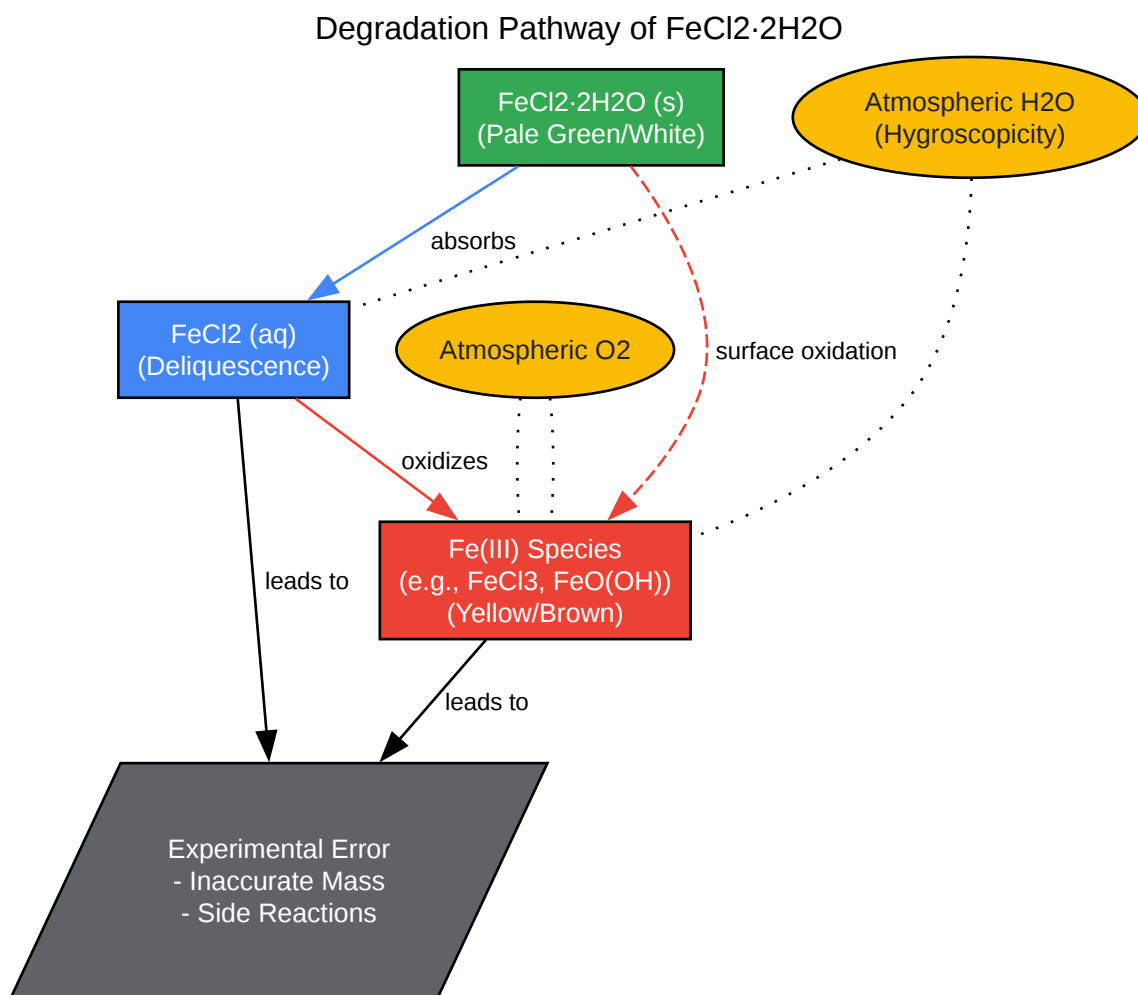 Degradation Pathway of FeCl2·2H2O
FeCl2·2H2O (s)
(Pale Green/White)
Atmospheric H2O
(Hygroscopicity)
absorbs
FeCl2 (aq)
(Deliquescence)
Atmospheric O2
surface oxidation
oxidizes
Fe(III) Species
(e.g., FeCl3, FeO(OH))
(Yellow/Brown)
leads to
leads to
Experimental Error
- Inaccurate Mass
- Side Reactions